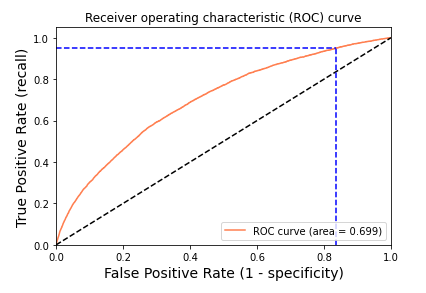 Receiver operating characteristic (ROC) curve
True Positive Rate (recall)
1.0
0.8
0.6
0.4
0.2
0.0
ROC curve (area = 0.699)
0.0 0.2 0.4 0.6 0.8 1.0
False Positive Rate (1 - specificity)